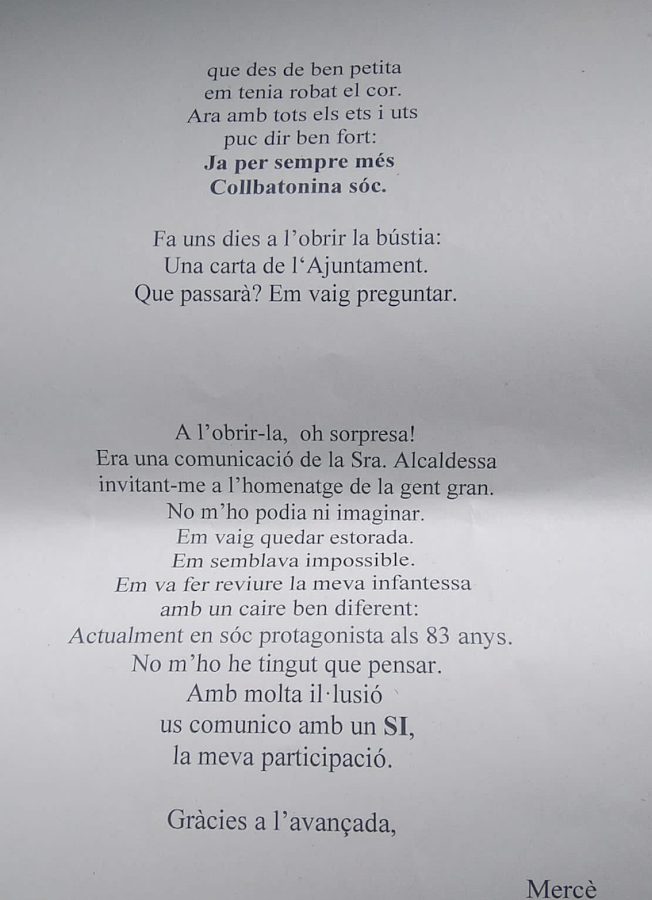 que des de ben petita
em tenia robat el cor.
Ara amb tots els ets i uts
puc dir ben fort:
Ja per sempre més
Collbatonina sóc.
Fa uns dies a l’obrir la bústia:
Una carta de l‘Ajuntament.
Que passarà? Em vaig preguntar.
A l’obrir-la, oh sorpresa!
Era una comunicació de la Sra. Alcaldessa
invitant-me a l’homenatge de la gent gran.
No m’ho podia ni imaginar.
Em vaig quedar estorada.
Em semblava impossible.
Em va fer reviure la meva infantessa
amb un caire ben diferent:
Actualment en sóc protagonista als 83 anys.
No m’ho he tingut que pensar.
Amb molta il·lusió
us comunico amb un SI,
la meva participació.
Gràcies a l’avançada,
Mercè